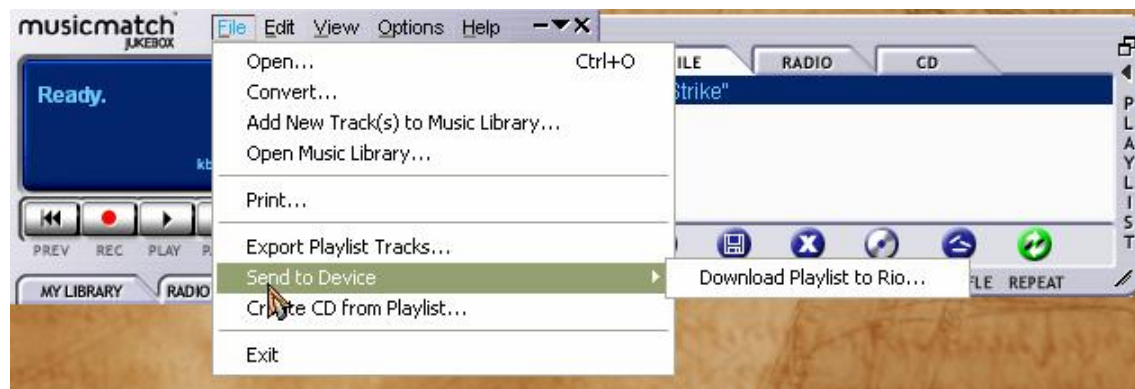 musicmatch
JUKEBOX
File Edit View Options Help
Open... Ctrl+O
Convert...
Add New Track(s) to Music Library...
Open Music Library...
Print...
Export Playlist Tracks...
Send to Device
Download Playlist to Rio...
Create CD from Playlist...
Exit
Ready.
PREV REC PLAY
MY LIBRARY RADIO
RADIO CD
Strike"
REPEAT
PLAYLIST